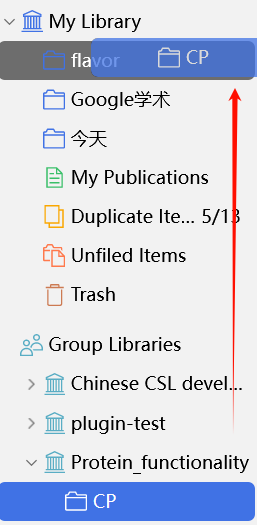 My Library
flavor
CP
Google学术
今天
My Publications
Duplicate Ite... 5/13
Unfiled Items
Trash
Group Libraries
Chinese CSL devel...
plugin-test
Protein_functionality
CP